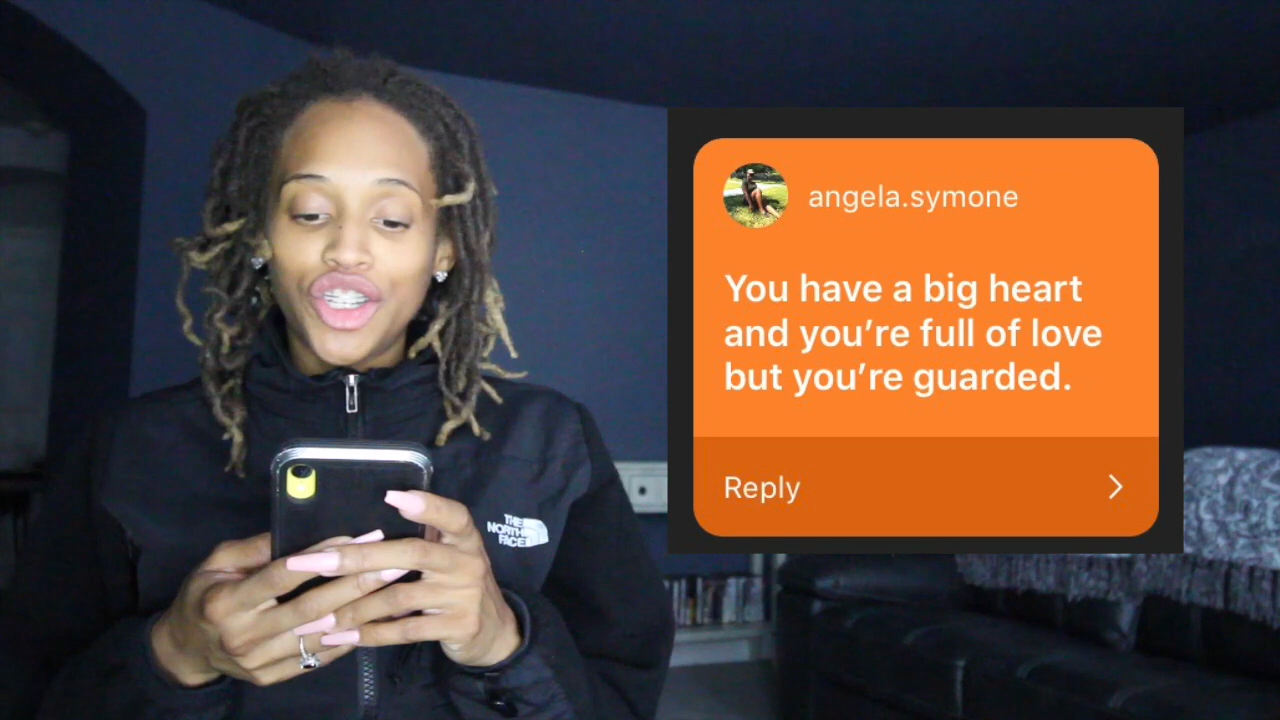 angela.symone
You have a big heart
and you’re full of love
but you’re guarded.
Reply
THE
NORTH
FACE